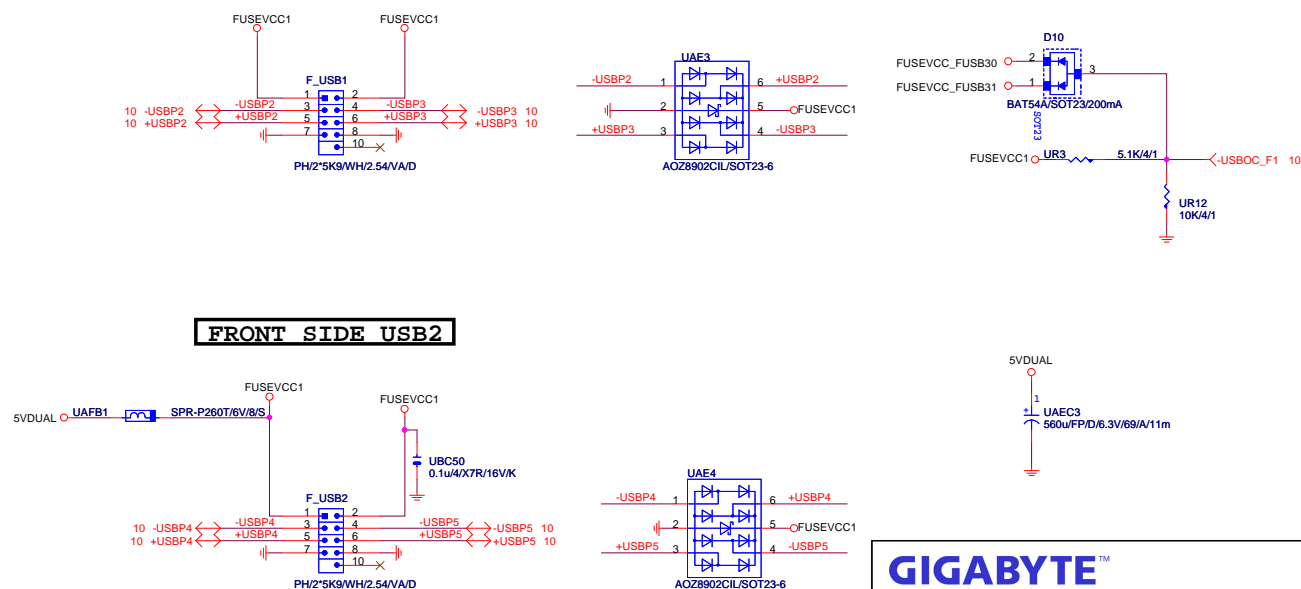 FUSEVCC1 FUSEVCC1
F_USB1
1 2
10 -USBP2 -USBP2 3 4 -USBP3 -USBP3 10
10 +USBP2 +USBP2 5 6 +USBP3 +USBP3 10
7 8
10
PH/2*5K9/WH/2.54/VA/D
UAE3
-USBP2 1 6 +USBP2
2 5 FUSEVCC1
+USBP3 3 4 -USBP3
AOZ8902CIL/SOT23-6
D10
FUSEVCC_FUSB30 2
3
FUSEVCC_FUSB31 1
BAT54A/SOT23/200mA
SOT23
FUSEVCC1 UR3 5.1K/4/1 -USBOC_F1 10
UR12
10K/4/1
FRONT SIDE USB2
5VDUAL UAFB1 SPR-P260T/6V/8/S
FUSEVCC1 FUSEVCC1
UBC50
0.1u/4/X7R/16V/K
F_USB2
1 2
10 -USBP4 -USBP4 3 4 -USBP5 -USBP5 10
10 +USBP4 +USBP4 5 6 +USBP5 +USBP5 10
7 8
10
PH/2*5K9/WH/2.54/VA/D
UAE4
-USBP4 1 6 +USBP4
2 5 FUSEVCC1
+USBP5 3 4 -USBP5
AOZ8902CIL/SOT23-6
5VDUAL
1
+
UAEC3
560u/FP/D/6.3V/69/A/11m
GIGABYTE™